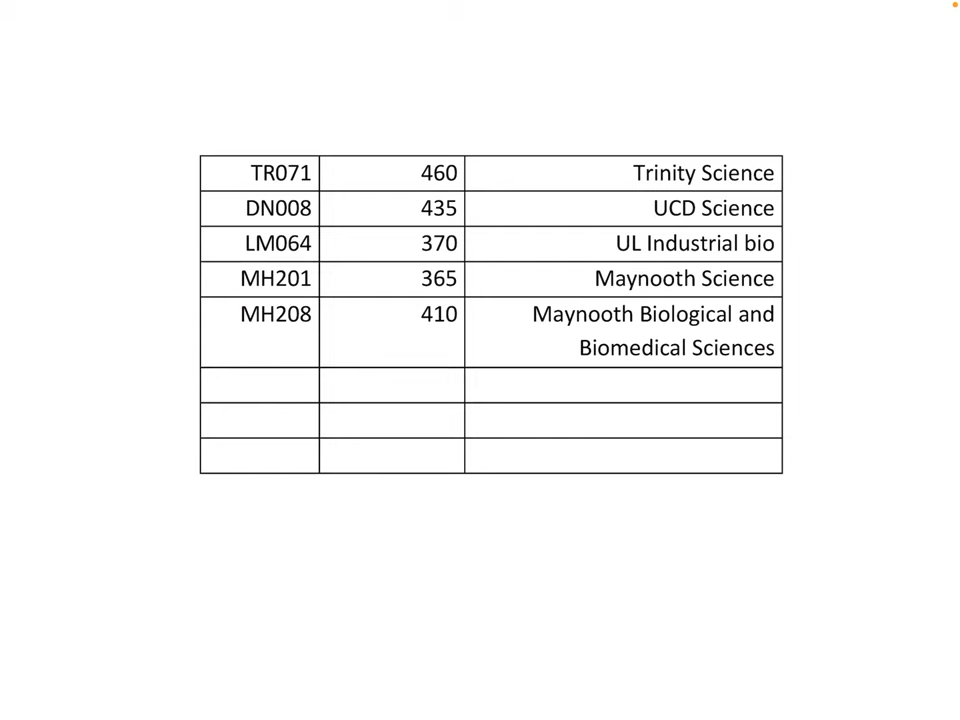 TR071 460 Trinity Science
DN008 435 UCD Science
LM064 370 UL Industrial bio
MH201 365 Maynooth Science
MH208 410 Maynooth Biological and
Biomedical Sciences